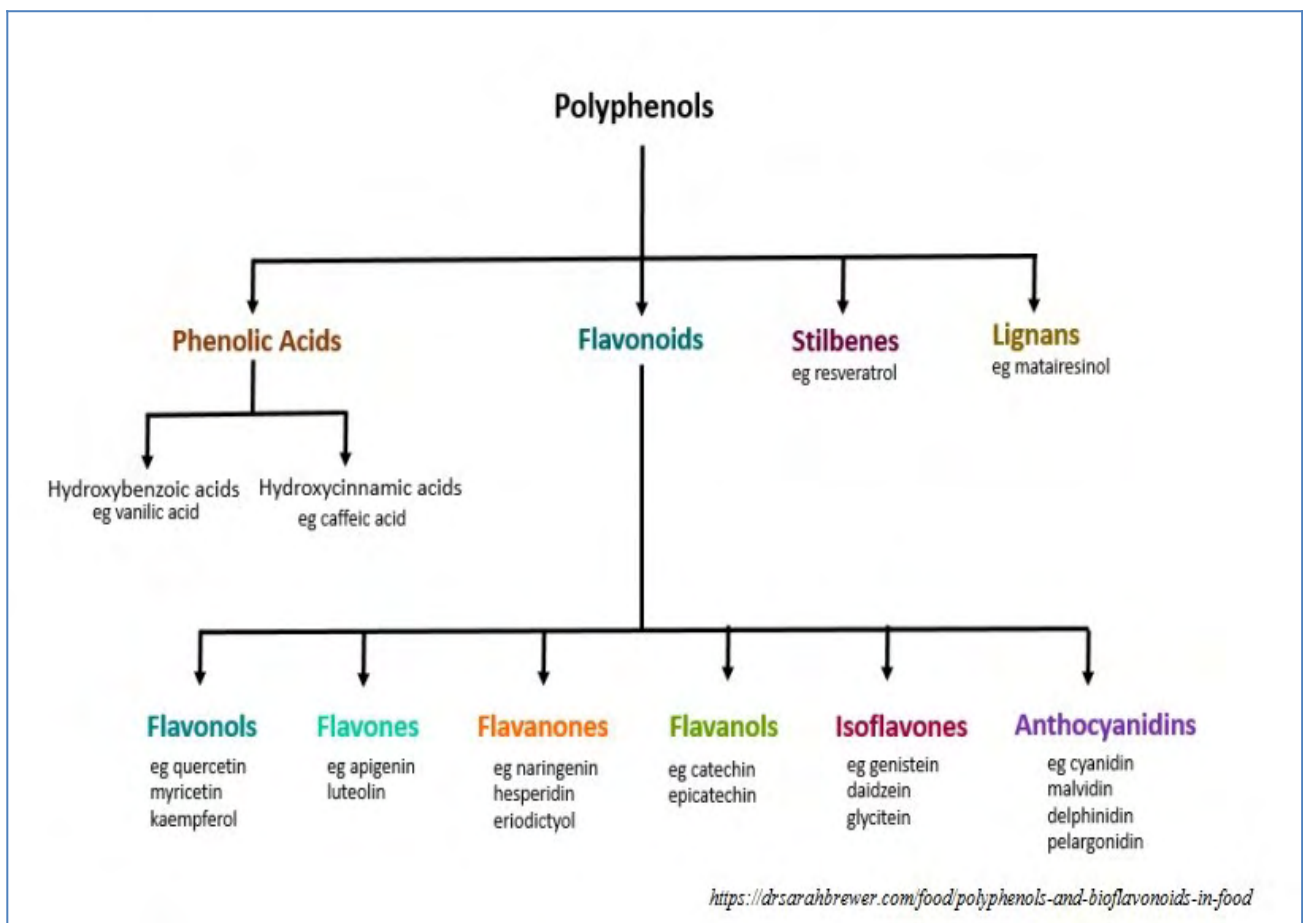 Polyphenols
Phenolic Acids
Flavonoids
Stilbenes
eg resveratrol
Lignans
eg matairesinol
Hydroxybenzoic acids
eg vanilic acid
Hydroxycinnamic acids
eg caffeic acid
Flavonols
eg quercetin
myricetin
kaempferol
Flavones
eg apigenin
luteolin
Flavanones
eg naringenin
hesperidin
eriodictyol
Flavanols
eg catechin
epicatechin
Isoflavones
eg genistein
daidzein
glycitein
Anthocyanidins
eg cyanidin
malvidin
delphinidin
pelargonidin
https://drsarahbrewer.com/food/polyphenols-and-bioflavonoids-in-food